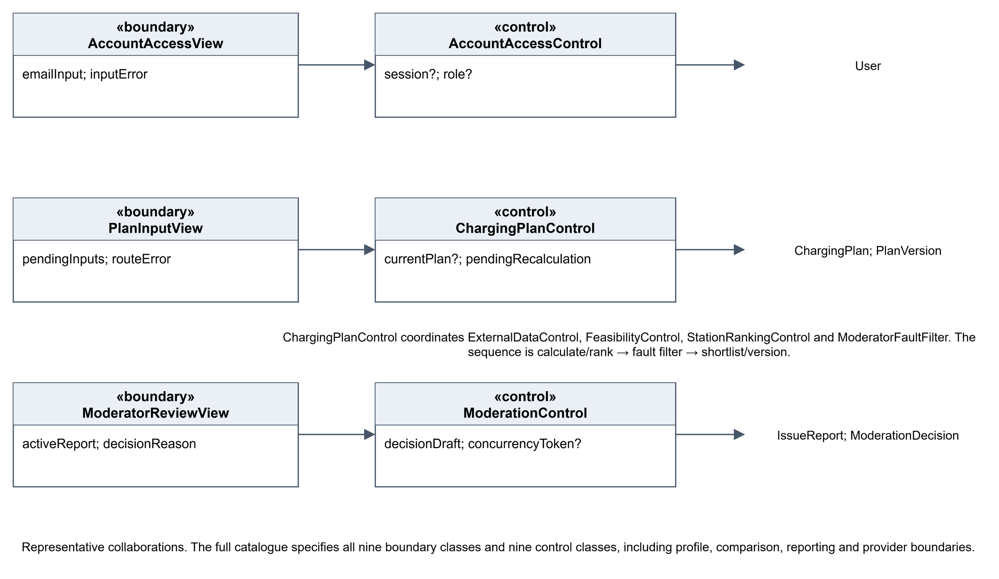 «boundary»
AccountAccessView
emailInput; inputError
«control»
AccountAccessControl
session?; role?
User
«boundary»
PlanInputView
pendingInputs; routeError
«control»
ChargingPlanControl
currentPlan?; pendingRecalculation
ChargingPlan; PlanVersion
ChargingPlanControl coordinates ExternalDataControl, FeasibilityControl, StationRankingControl and ModeratorFaultFilter. The
sequence is calculate/rank → fault filter → shortlist/version.
«boundary»
ModeratorReviewView
activeReport; decisionReason
«control»
ModerationControl
decisionDraft; concurrencyToken?
IssueReport; ModerationDecision
Representative collaborations. The full catalogue specifies all nine boundary classes and nine control classes, including profile, comparison, reporting and provider boundaries.